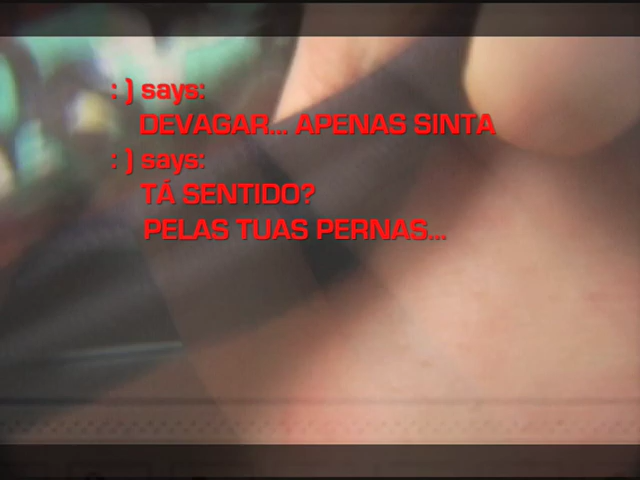 : ) says:
DEVAGAR... APENAS SINTA
: ) says:
TÁ SENTIDO?
PELAS TUAS PERNAS...